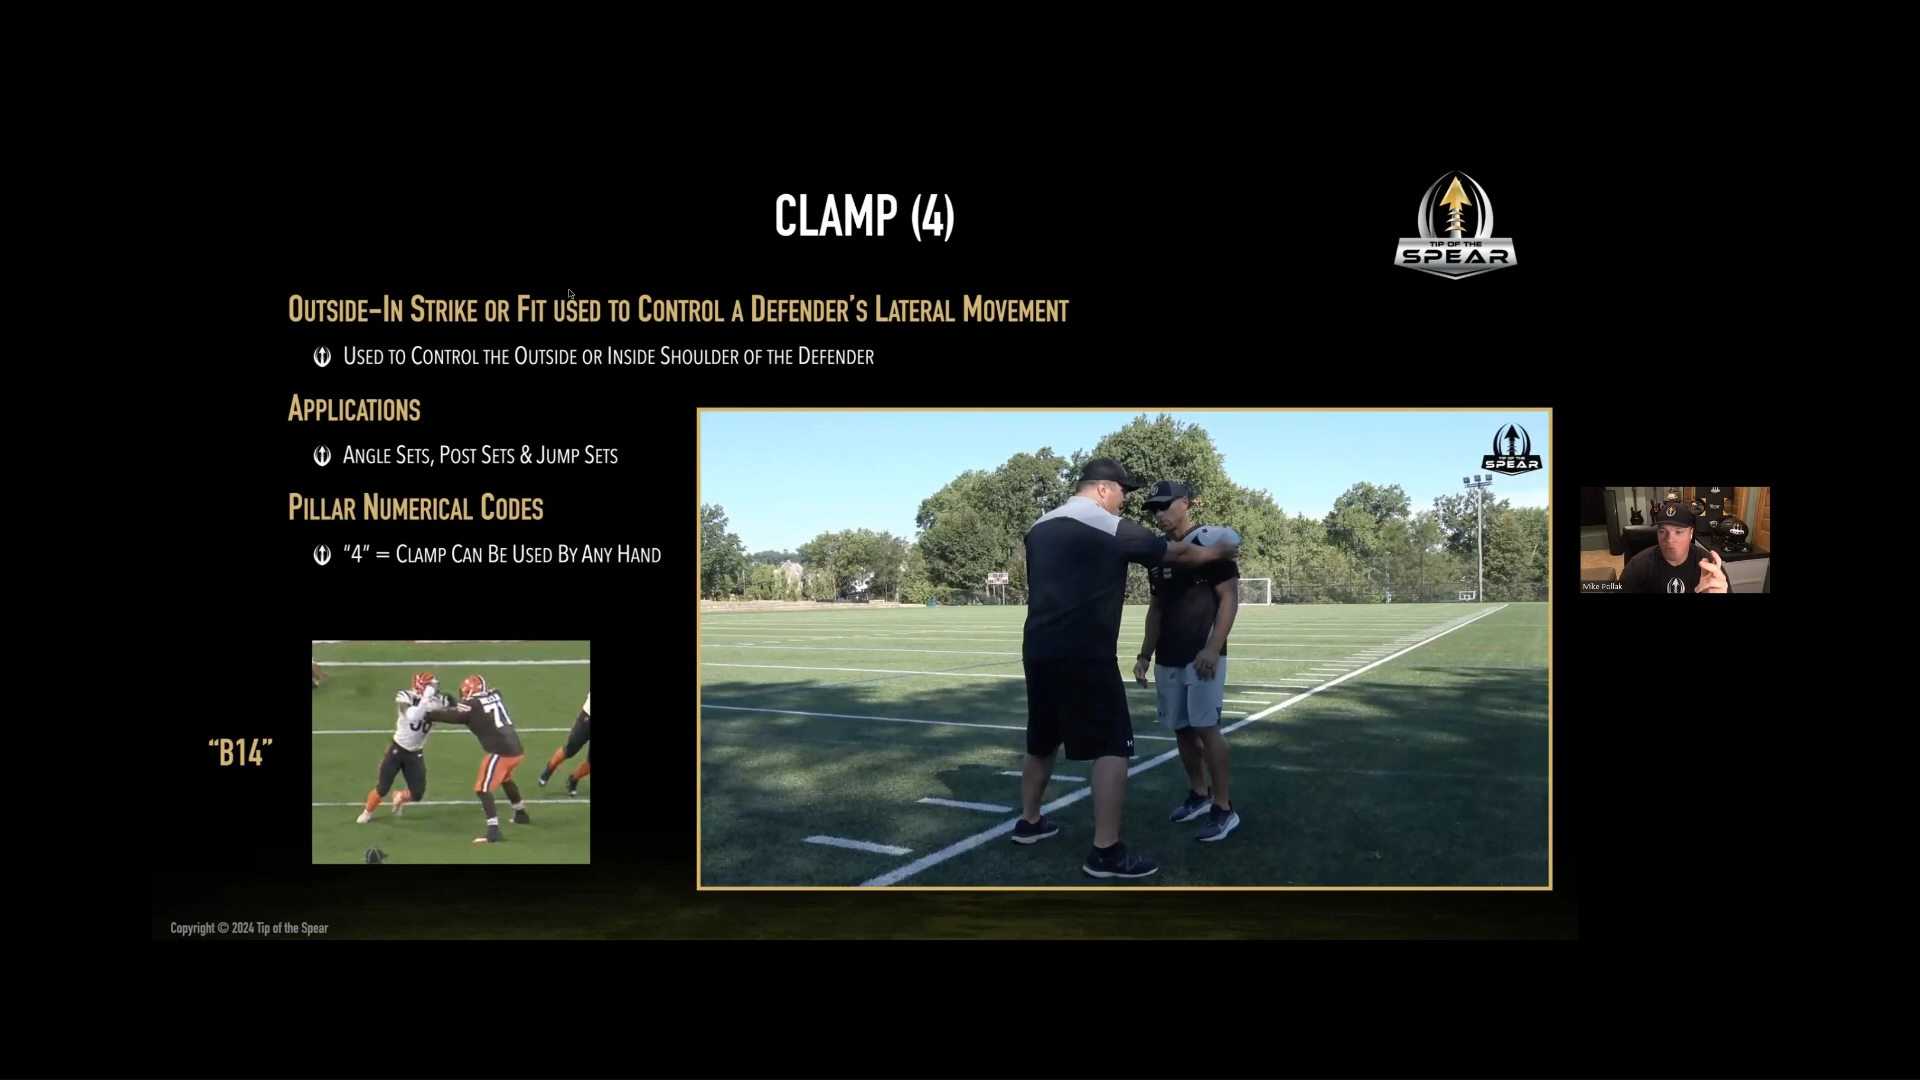 CLAMP (4)
TIP OF THE
SPEAR
OUTSIDE-IN STRIKE OR FIT USED TO CONTROL A DEFENDER'S LATERAL MOVEMENT
USED TO CONTROL THE OUTSIDE OR INSIDE SHOULDER OF THE DEFENDER
APPLICATIONS
ANGLE SETS, POST SETS & JUMP SETS
PILLAR NUMERICAL CODES
"4" = CLAMP CAN BE USED BY ANY HAND
TIP OF THE
SPEAR
Mike Pollak
71
"B14"
Copyright © 2024 Tip of the Spear